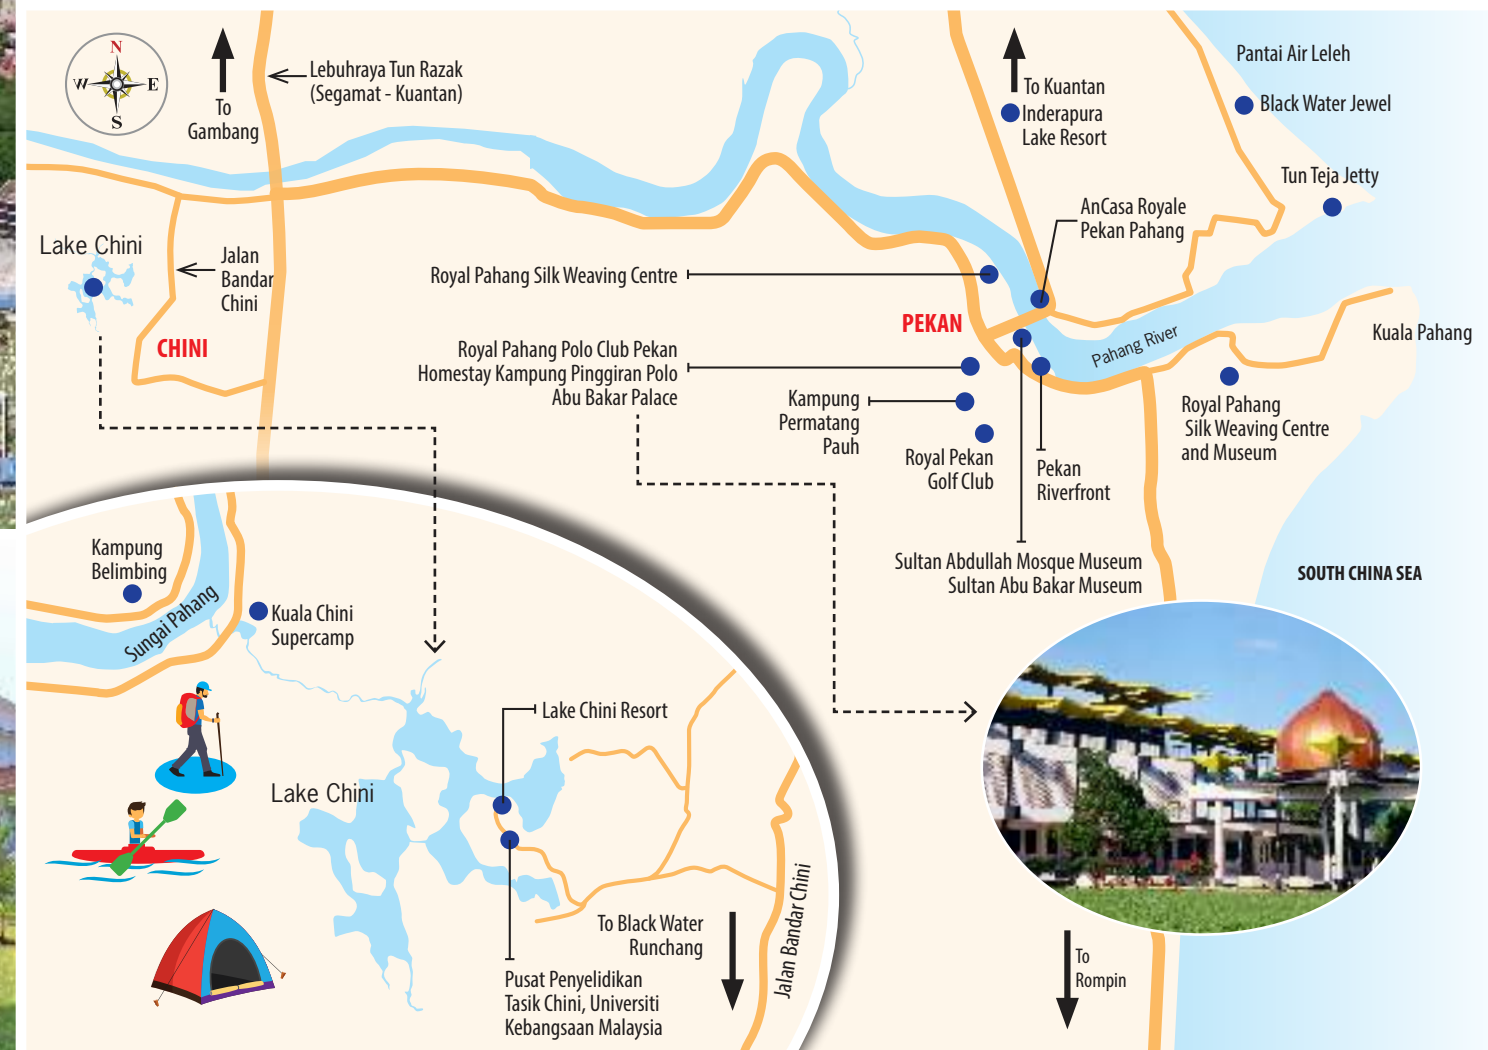 N
W
E
S
To
Gambang
Lebuhraya Tun Razak
(Segamat - Kuantan)
To Kuantan
Inderapura
Lake Resort
Pantai Air Leleh
Black Water Jewel
Tun Teja Jetty
AnCasa Royale
Pekan Pahang
Lake Chini
Jalan
Bandar
Chini
CHINI
Royal Pahang Silk Weaving Centre
PEKAN
Pahang River
Kuala Pahang
Royal Pahang Polo Club Pekan
Homestay Kampung Pinggiran Polo
Abu Bakar Palace
Kampung
Permatang
Pauh
Royal Pekan
Golf Club
Pekan
Riverfront
Royal Pahang
Silk Weaving Centre
and Museum
Sultan Abdullah Mosque Museum
Sultan Abu Bakar Museum
SOUTH CHINA SEA
Kampung
Belimbing
Sungai Pahang
Kuala Chini
Supercamp
Lake Chini Resort
Lake Chini
To Black Water
Runchang
Jalan Bandar Chini
Pusat Penyelidikan
Tasik Chini, Universiti
Kebangsaan Malaysia
To
Rompin